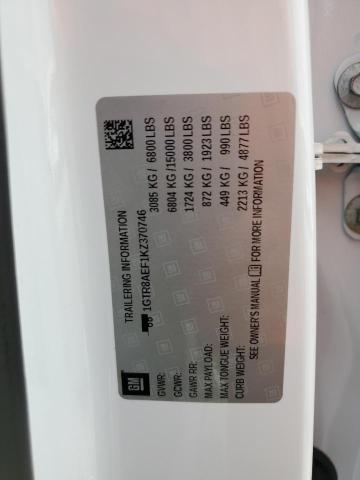 GM
TRAILERING INFORMATION
1GTR8AEF1KZ370746
GVWR: 3085 KG / 6800 LBS
GCWR: 6804 KG /15000 LBS
GAWR RR: 1724 KG / 3800 LBS
MAX PAYLOAD: 872 KG / 1923 LBS
MAX TONGUE WEIGHT: 449 KG / 990 LBS
CURB WEIGHT: 2213 KG / 4877 LBS
SEE OWNER'S MANUAL FOR MORE INFORMATION